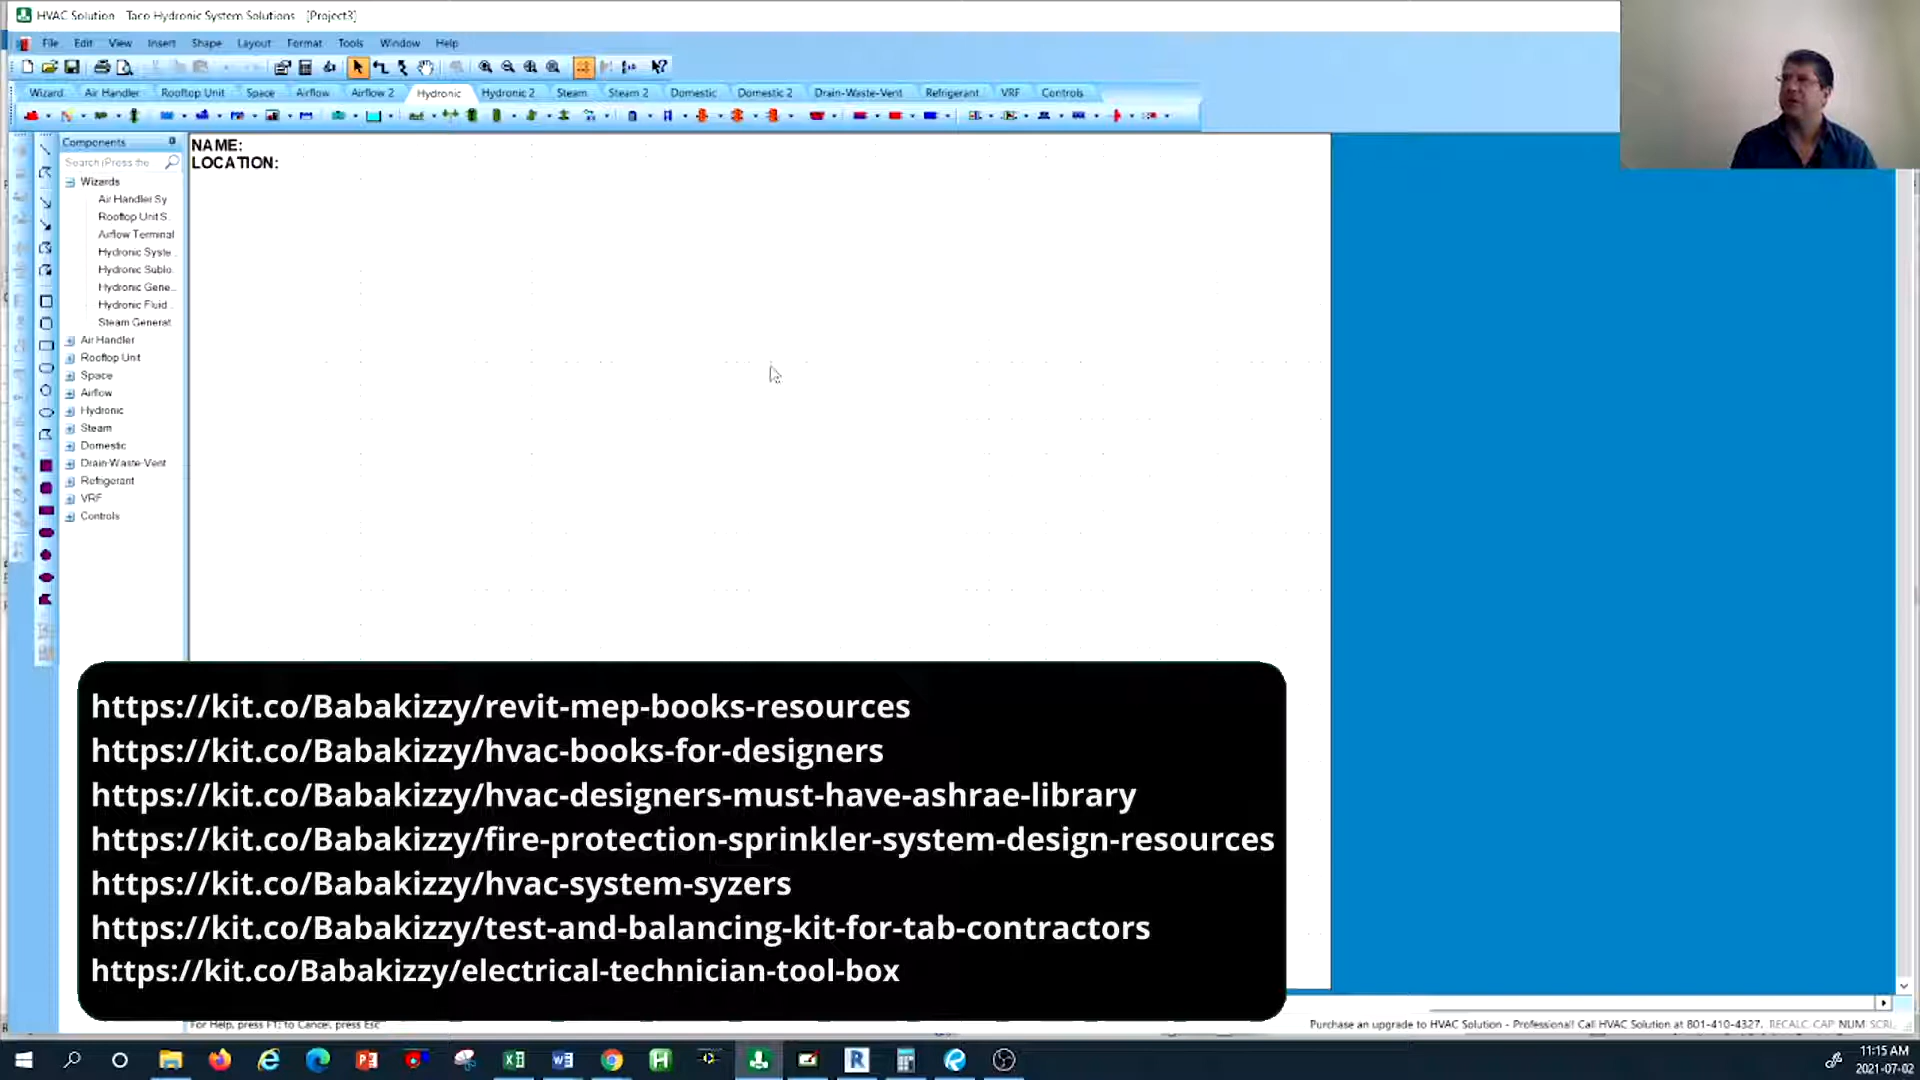 HVAC Solution Taco Hydronic System Solutions [Project3]
File Edit View Insert Shape Layout Format Tools Window Help
Wizard Air Handler Rooftop Unit Space Airflow Airflow 2 Hydronic Hydronic 2 Steam Steam 2 Domestic Domestic 2 Drain-Waste-Vent Refrigerant VRF Controls
Components
Search (Press the
Wizards
Air Handler Sy
Rooftop Unit S.
Airflow Terminal
Hydronic Syste..
Hydronic Sublo.
Hydronic Gene...
Hydronic Fluid..
Steam Generat.
Air Handler
Rooftop Unit
Space
Airflow
Hydronic
Steam
Domestic
Drain-Waste-Vent
Refrigerant
VRF
Controls
NAME:
LOCATION:
https://kit.co/Babakizzy/revit-mep-books-resources
https://kit.co/Babakizzy/hvac-books-for-designers
https://kit.co/Babakizzy/hvac-designers-must-have-ashrae-library
https://kit.co/Babakizzy/fire-protection-sprinkler-system-design-resources
https://kit.co/Babakizzy/hvac-system-syzers
https://kit.co/Babakizzy/test-and-balancing-kit-for-tab-contractors
https://kit.co/Babakizzy/electrical-technician-tool-box
For Help, press F1; to Cancel, press Esc
Purchase an upgrade to HVAC Solution - Professional! Call HVAC Solution at 801-410-4327. RECALC CAP NUM SCRL
11:15 AM
2021-07-02